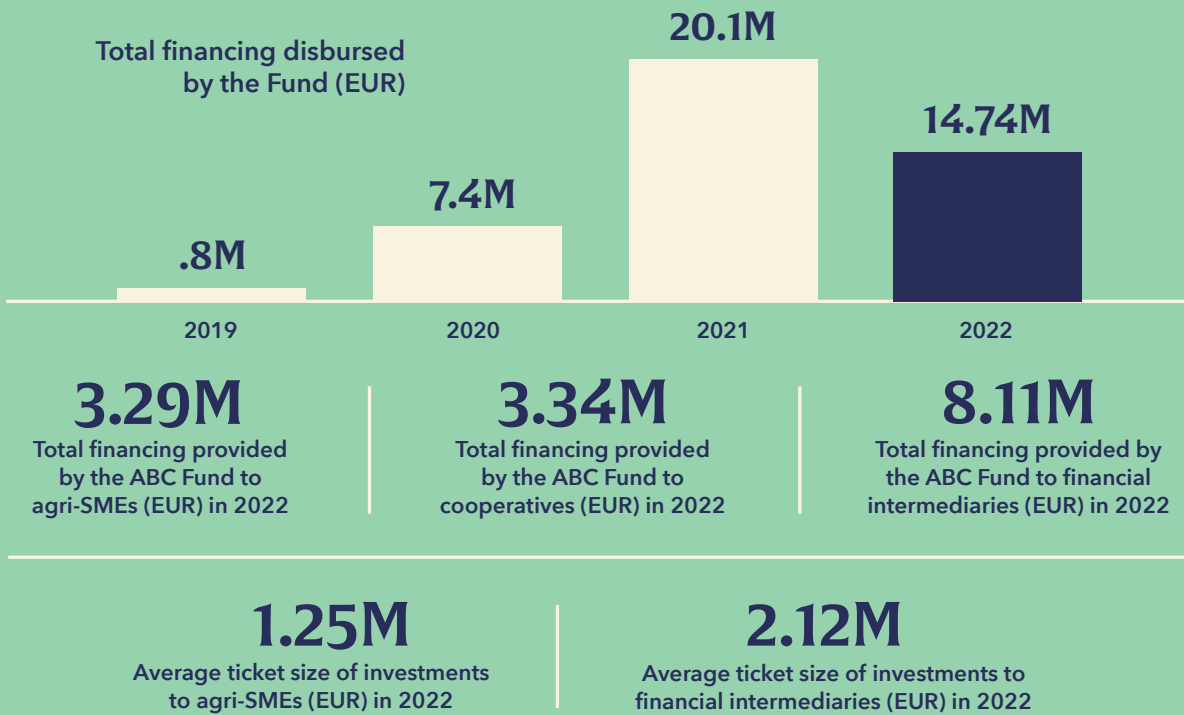 Total financing disbursed
by the Fund (EUR)
.8M
7.4M
20.1M
14.74M
2019
2020
2021
2022
3.29M
Total financing provided
by the ABC Fund to
agri-SMEs (EUR) in 2022
3.34M
Total financing provided
by the ABC Fund to
cooperatives (EUR) in 2022
8.11M
Total financing provided by
the ABC Fund to financial
intermediaries (EUR) in 2022
1.25M
Average ticket size of investments
to agri-SMEs (EUR) in 2022
2.12M
Average ticket size of investments to
financial intermediaries (EUR) in 2022